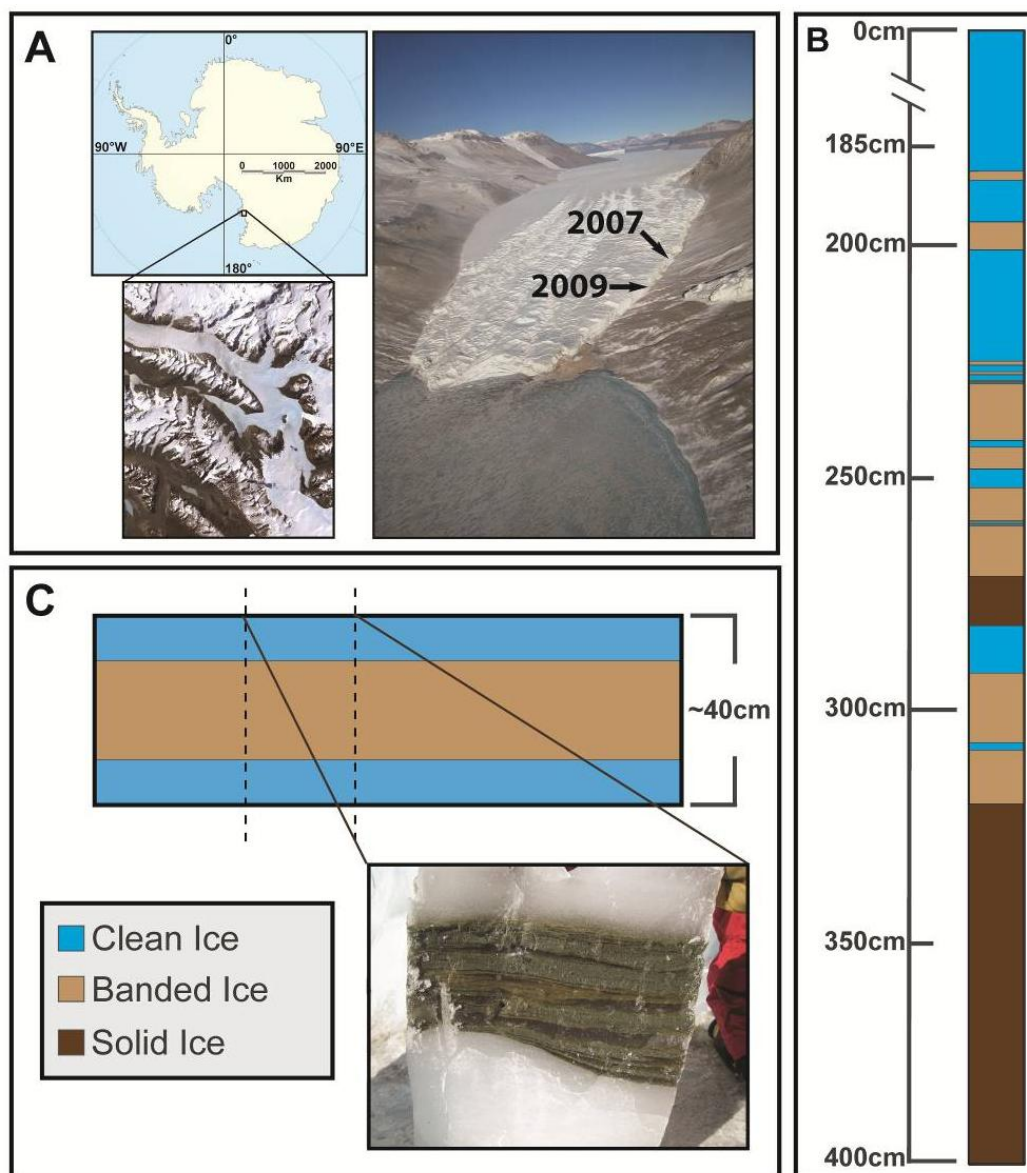 A
0°
90°W
90°E
0 1000 2000
Km
180°
2007
2009
B
0cm
185cm
200cm
250cm
300cm
350cm
400cm
C
~40cm
Clean Ice
Banded Ice
Solid Ice